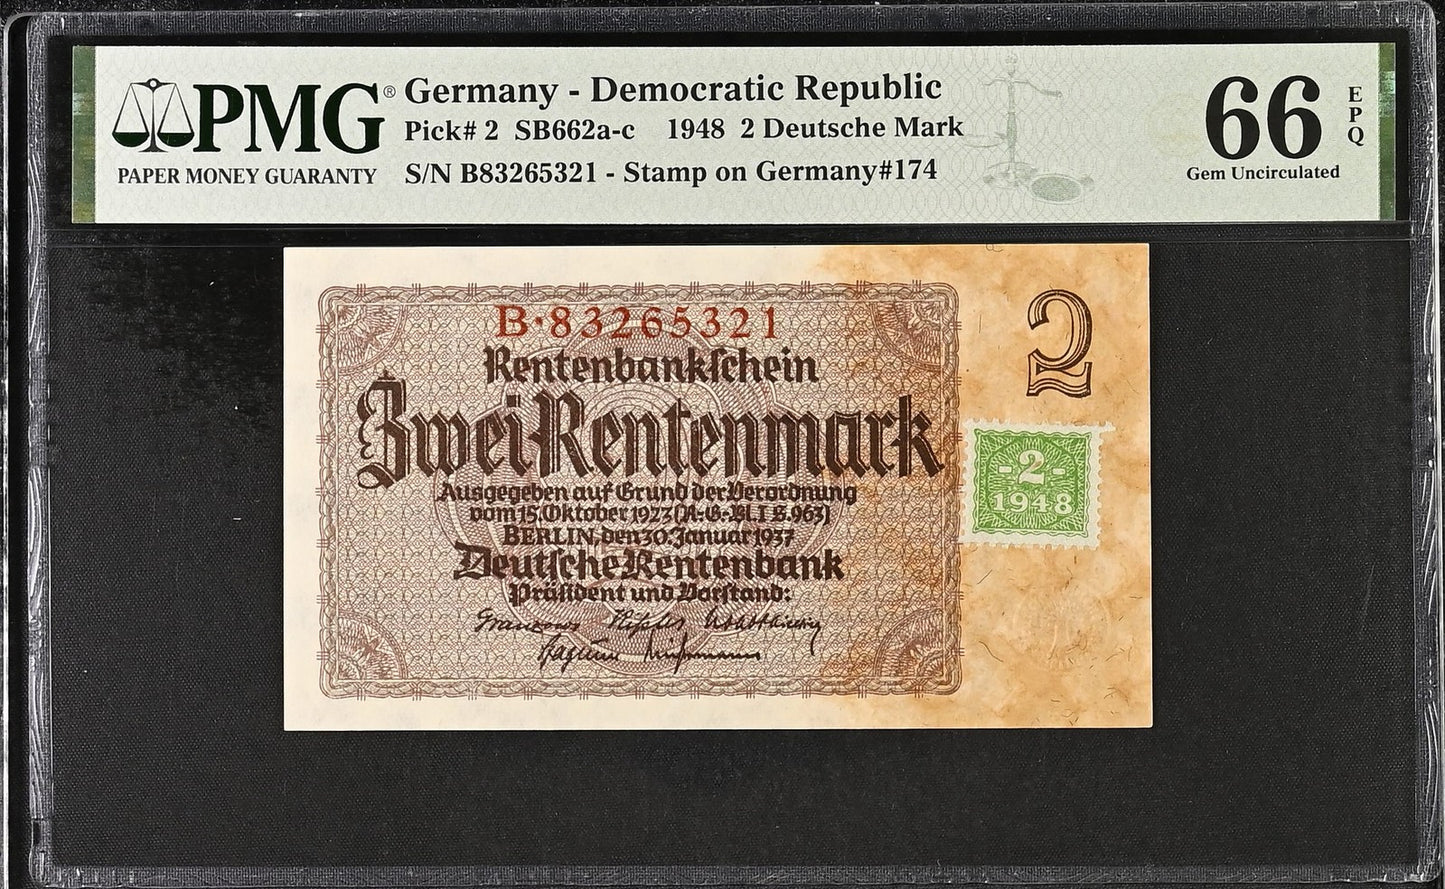 PMG®
PAPER MONEY GUARANTY
Germany - Democratic Republic
Pick# 2 SB662a-c 1948 2 Deutsche Mark
S/N B83265321 - Stamp on Germany#174
66
EPQ
Gem Uncirculated
B·83265321
Rentenbankſchein
Zwei Rentenmark
Ausgegeben auf Grund der Verordnung
vom 15. Oktober 1923 (R.-G.-Bl. I S. 963)
BERLIN, den 30. Januar 1937
Deutſche Rentenbank
Präſident und Vorſtand:
2
-2-
1948